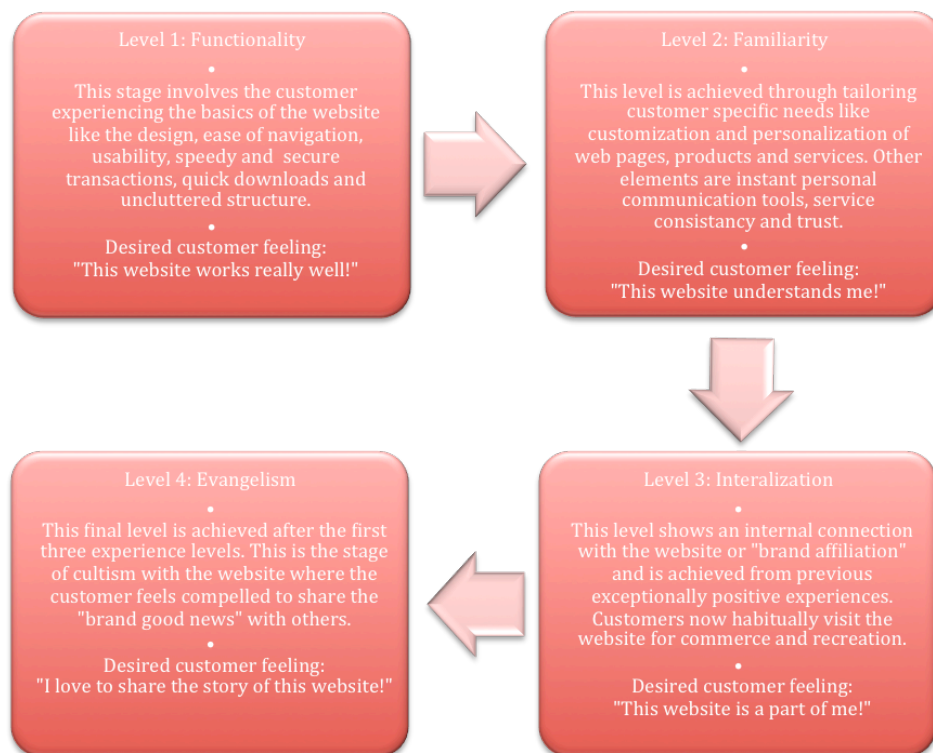 Level 1: Functionality
•
This stage involves the customer
experiencing the basics of the website
like the design, ease of navigation,
usability, speedy and secure
transactions, quick downloads and
uncluttered structure.
•
Desired customer feeling:
"This website works really well!"
Level 2: Familiarity
•
This level is achieved through tailoring
customer specific needs like
customization and personalization of
web pages, products and services. Other
elements are instant personal
communication tools, service
consistancy and trust.
•
Desired customer feeling:
"This website understands me!"
Level 3: Interalization
•
This level shows an internal connection
with the website or "brand affiliation"
and is achieved from previous
exceptionally positive experiences.
Customers now habitually visit the
website for commerce and recreation.
•
Desired customer feeling:
"This website is a part of me!"
Level 4: Evangelism
•
This final level is achieved after the first
three experience levels. This is the stage
of cultism with the website where the
customer feels compelled to share the
"brand good news" with others.
•
Desired customer feeling:
"I love to share the story of this website!"